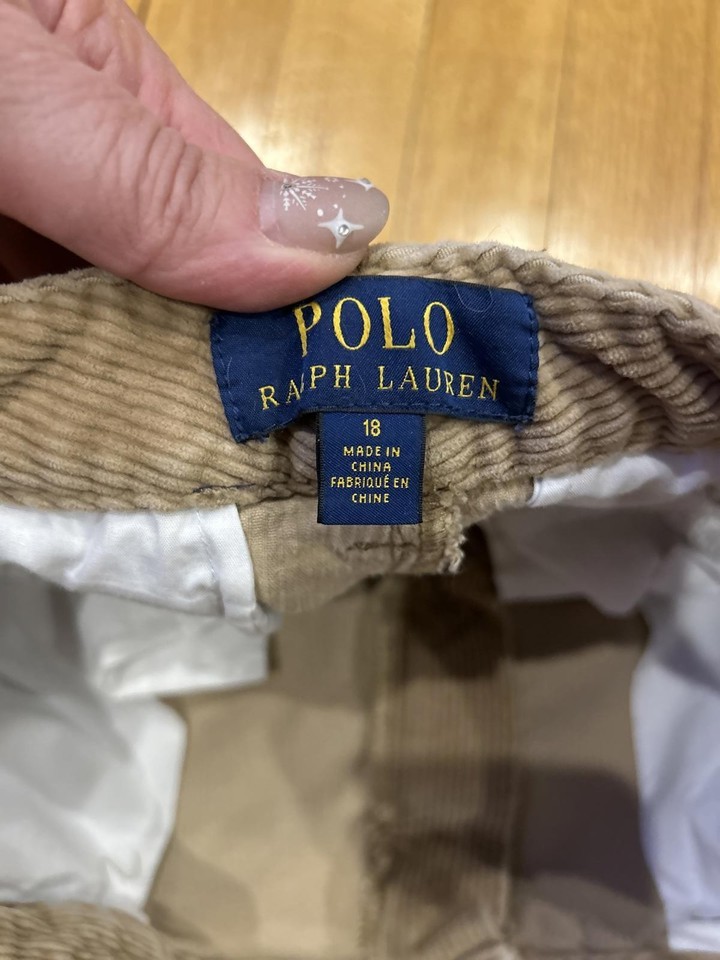 POLO
RALPH LAUREN
18
MADE IN
CHINA
FABRIQUÉ EN
CHINE